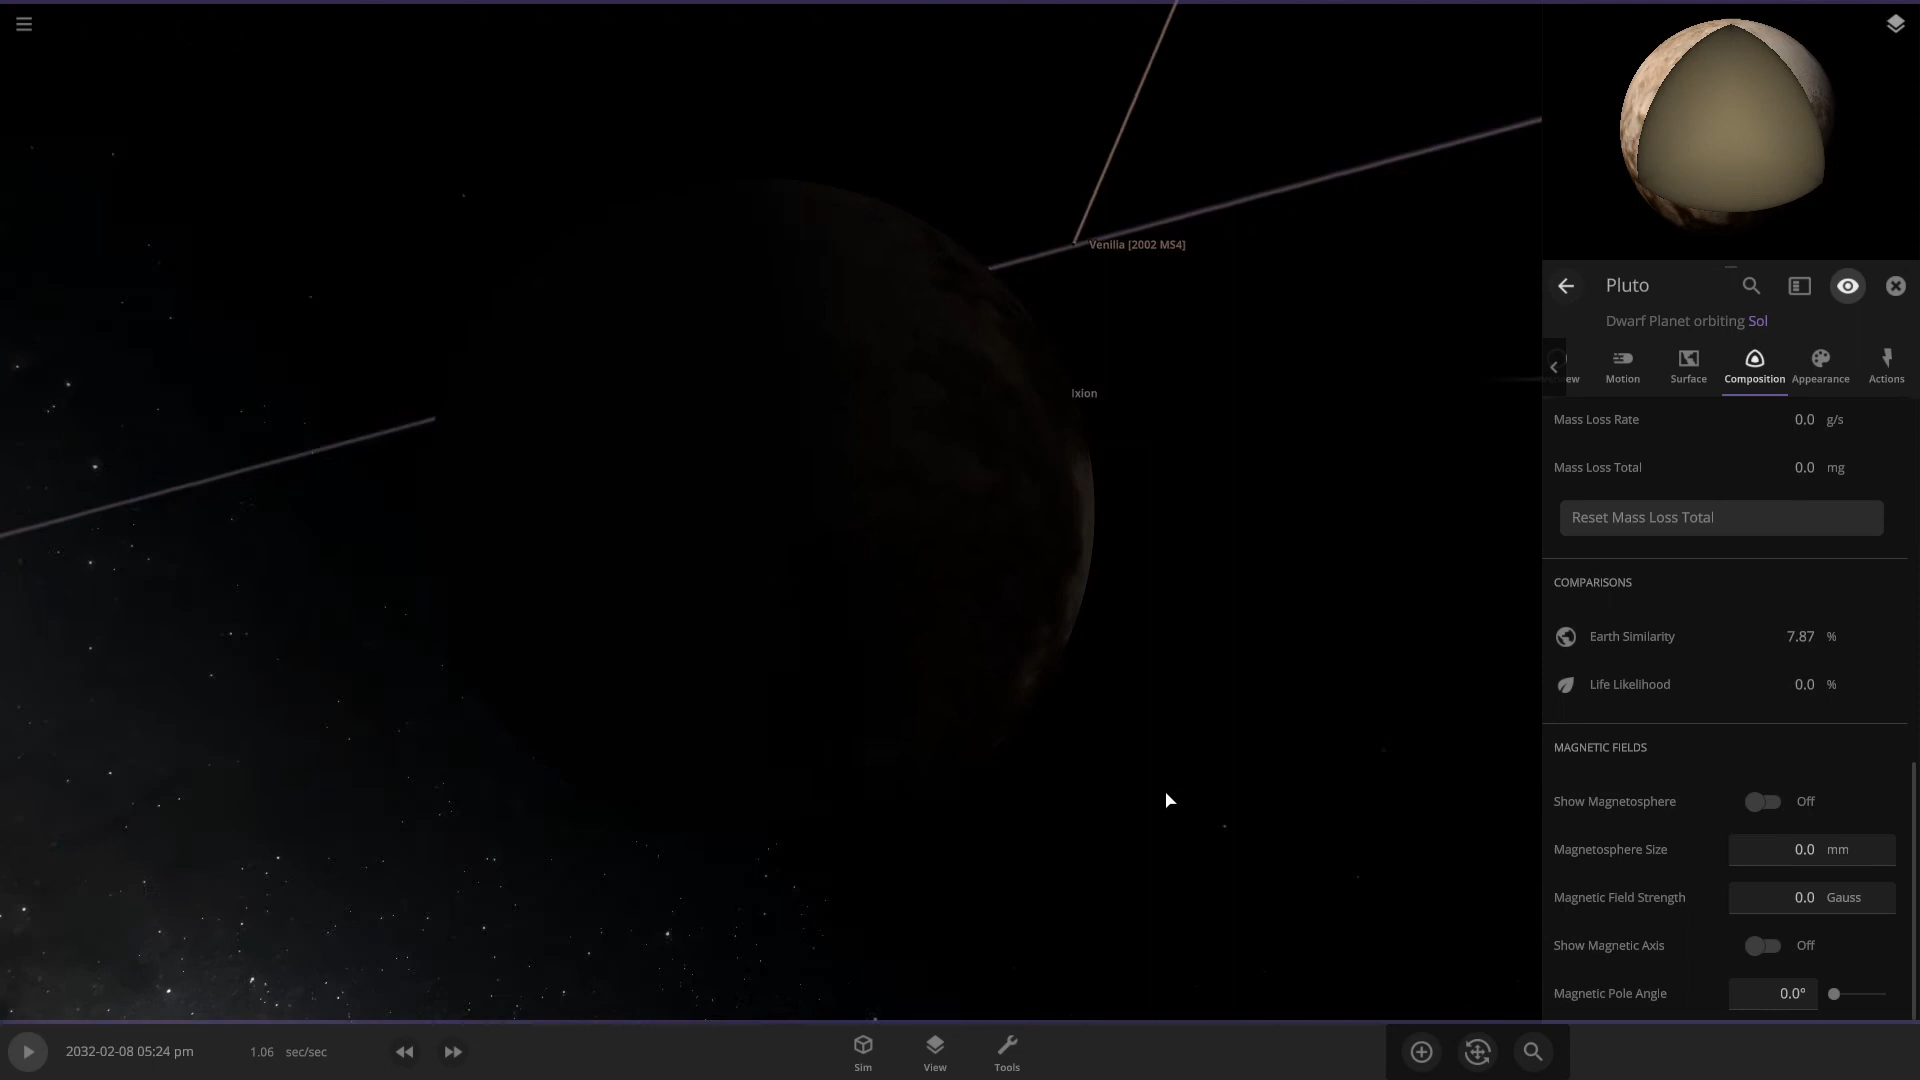 Venilia [2002 MS4]
Ixion
Pluto
Dwarf Planet orbiting Sol
Motion
Surface
Composition
Appearance
Actions
Mass Loss Rate 0.0 g/s
Mass Loss Total 0.0 mg
Reset Mass Loss Total
COMPARISONS
Earth Similarity 7.87 %
Life Likelihood 0.0 %
MAGNETIC FIELDS
Show Magnetosphere Off
Magnetosphere Size 0.0 mm
Magnetic Field Strength 0.0 Gauss
Show Magnetic Axis Off
Magnetic Pole Angle 0.0°
2032-02-08 05:24 pm 1.06 sec/sec
Sim
View
Tools